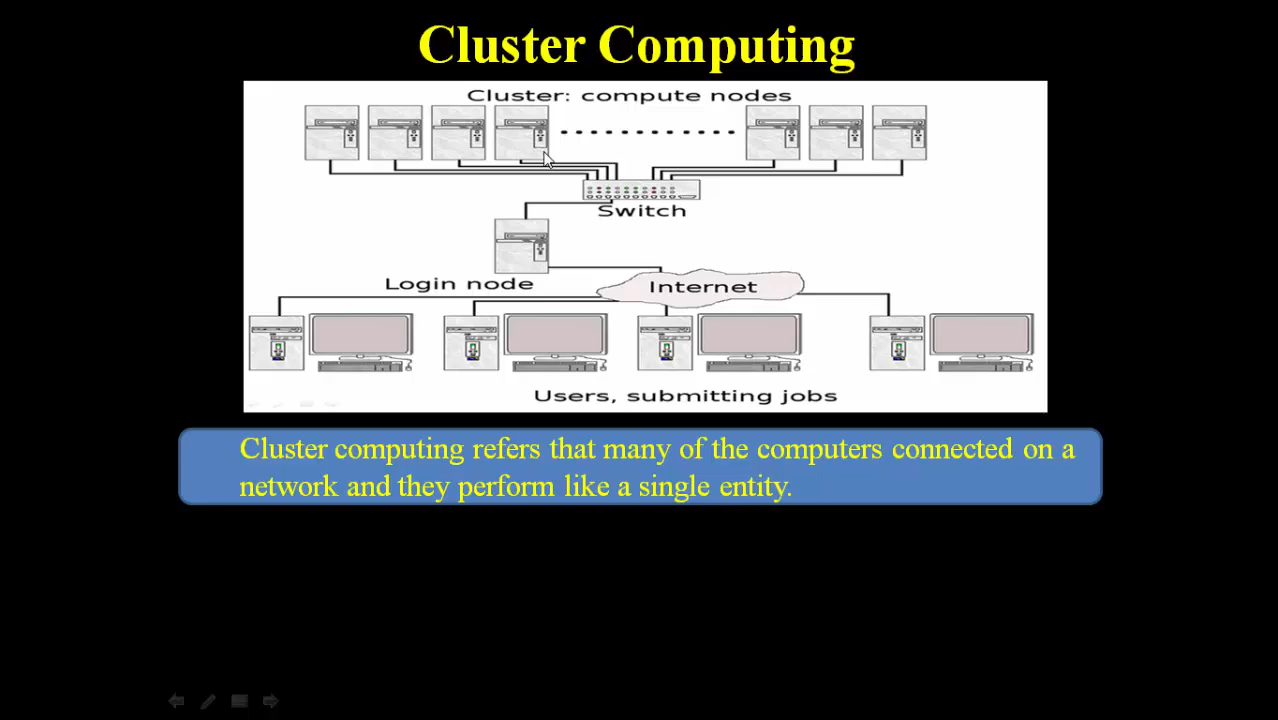 Cluster Computing
Cluster: compute nodes
Switch
Login node
Internet
Users, submitting jobs
Cluster computing refers that many of the computers connected on a
network and they perform like a single entity.